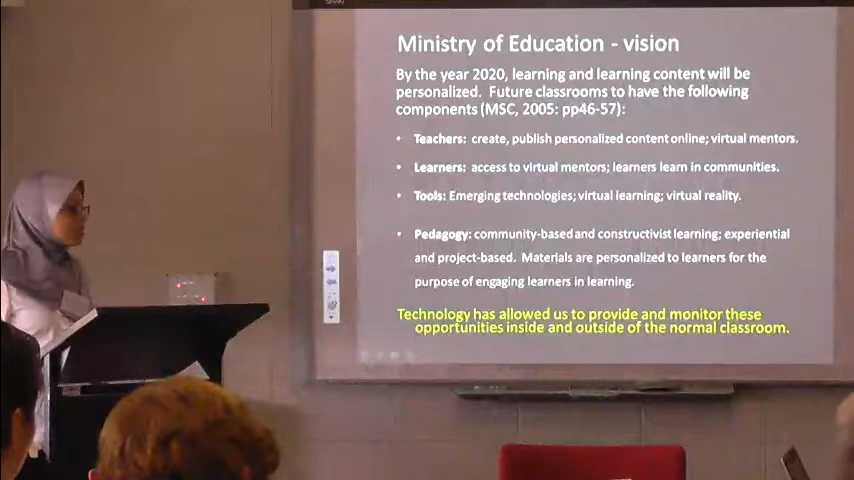 Ministry of Education - vision
By the year 2020, learning and learning content will be
personalized. Future classrooms to have the following
components (MSC, 2005: pp46-57):
• Teachers: create, publish personalized content online; virtual mentors.
• Learners: access to virtual mentors; learners learn in communities.
• Tools: Emerging technologies; virtual learning; virtual reality.
• Pedagogy: community-based and constructivist learning; experiential
and project-based. Materials are personalized to learners for the
purpose of engaging learners in learning.
Technology has allowed us to provide and monitor these
opportunities inside and outside of the normal classroom.